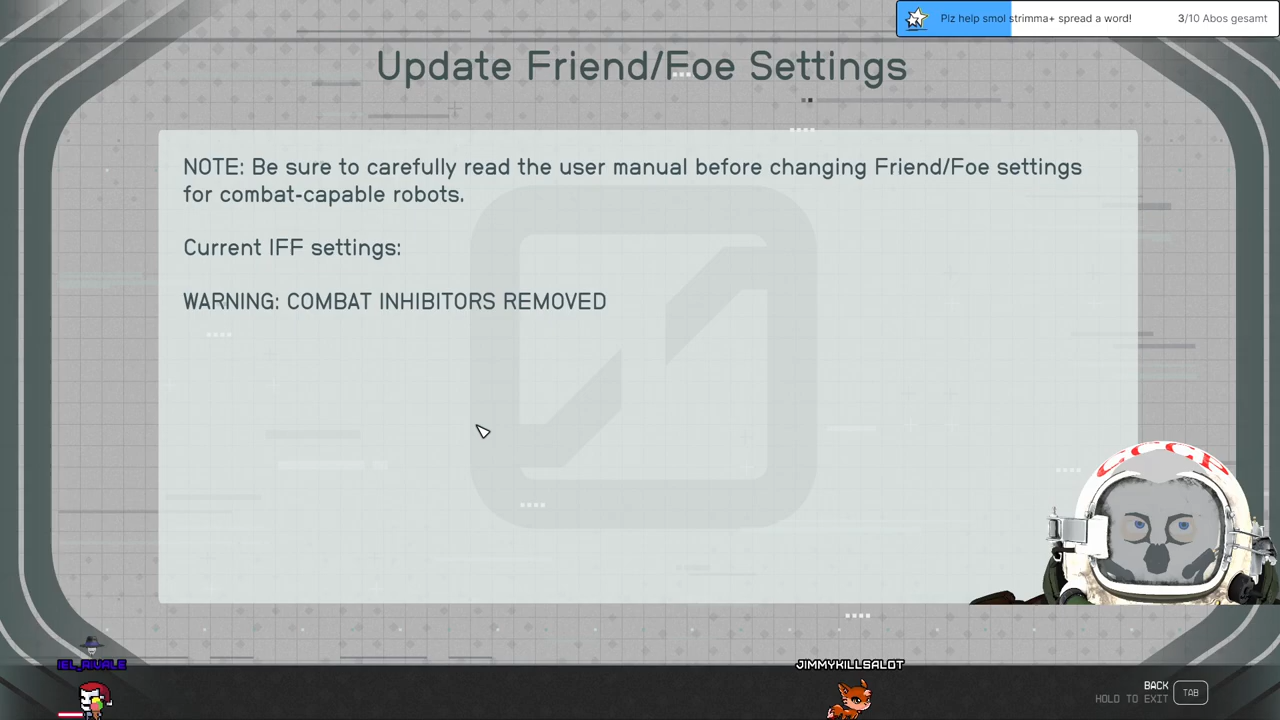 Plz help smol strimma+ spread a word!
3/10 Abos gesamt
Update Friend/Foe Settings
NOTE: Be sure to carefully read the user manual before changing Friend/Foe settings
for combat-capable robots.
Current IFF settings:
WARNING: COMBAT INHIBITORS REMOVED
CCCP
IEL_RIVALE
JIMMYKILLSALOT
BACK
HOLD TO EXIT
TAB